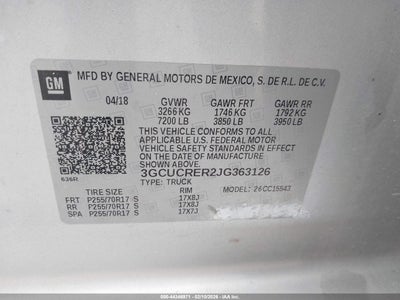 GM
MFD BY GENERAL MOTORS DE MEXICO, S. DE R.L. DE C.V.
04/18 GVWR GAWR FRT GAWR RR
3266 KG 1746 KG 1792 KG
7200 LB 3850 LB 3950 LB
THIS VEHICLE CONFORMS TO ALL
APPLICABLE U.S. FEDERAL MOTOR
VEHICLE SAFETY STANDARDS IN EFFECT
ON THE DATE OF MANUFACTURE
SHOWN ABOVE.
636R 3GCUCRER2JG363126
TYPE: TRUCK MODEL: 26CC15543
TIRE SIZE RIM
FRT P255/70R17 S 17X8J
RR P255/70R17 S 17X8J
SPA P255/70R17 S 17X7J